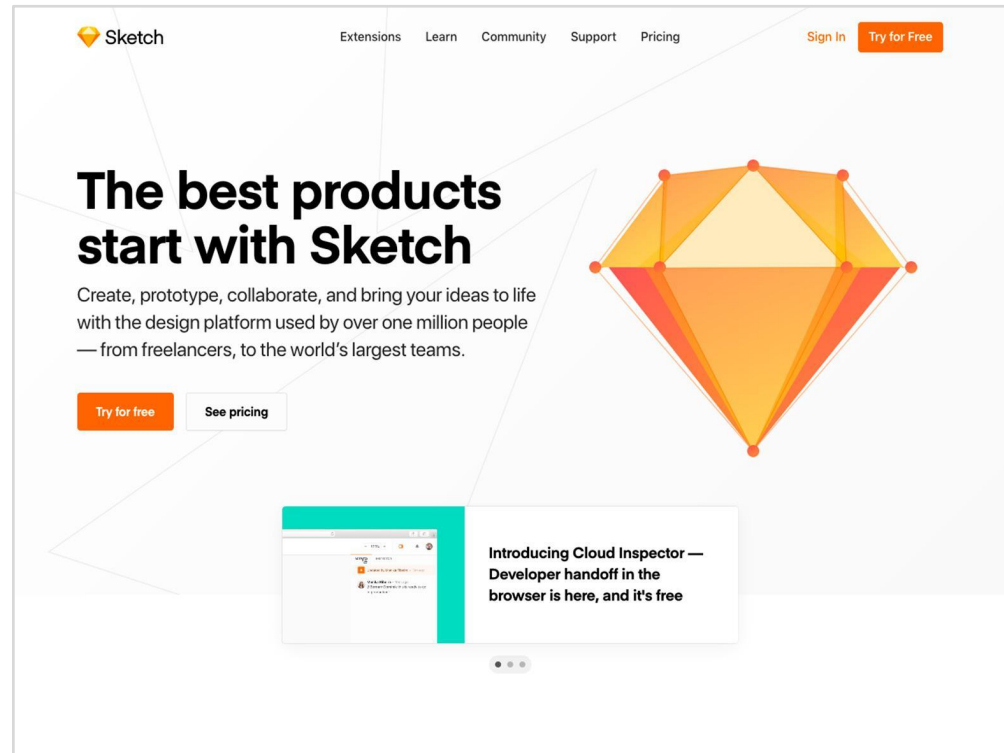 Sketch
Extensions Learn Community Support Pricing
Sign In Try for Free
The best products
start with Sketch
Create, prototype, collaborate, and bring your ideas to life
with the design platform used by over one million people
— from freelancers, to the world’s largest teams.
Try for free See pricing
Introducing Cloud Inspector —
Developer handoff in the
browser is here, and it's free